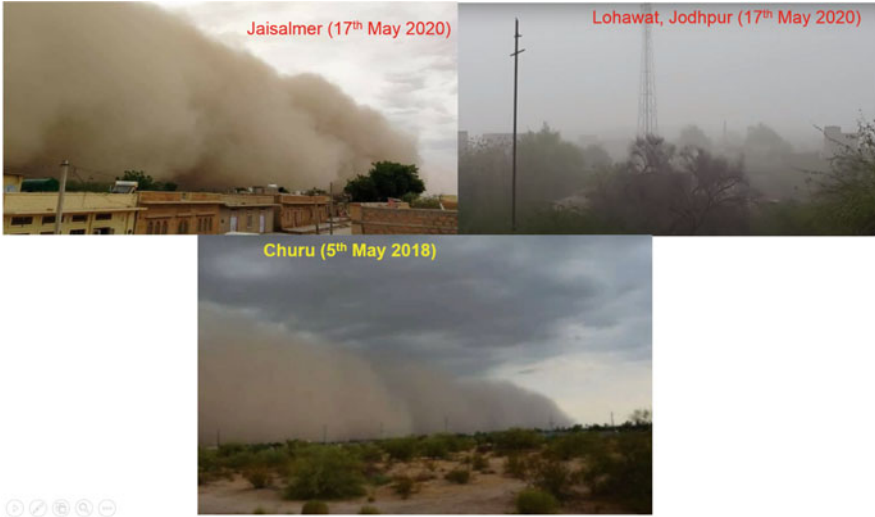 Jaisalmer (17th May 2020)
Lohawat, Jodhpur (17th May 2020)
Churu (5th May 2018)